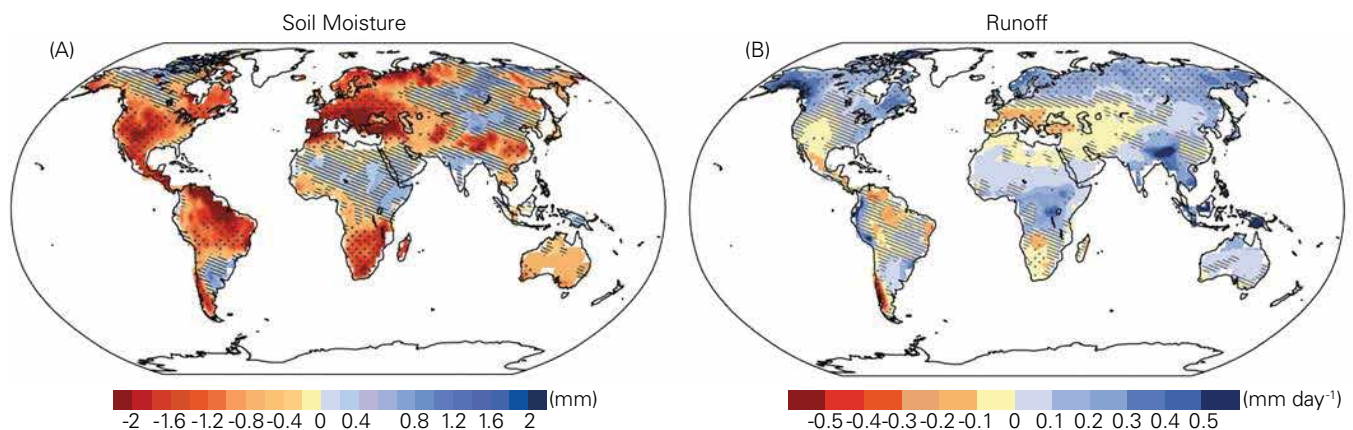 Soil Moisture
Runoff
(A)
(B)
(mm)
-2 -1.6 -1.2 -0.8 -0.4 0 0.4 0.8 1.2 1.6 2
(mm day-1)
-0.5 -0.4 -0.3 -0.2 -0.1 0 0.1 0.2 0.3 0.4 0.5